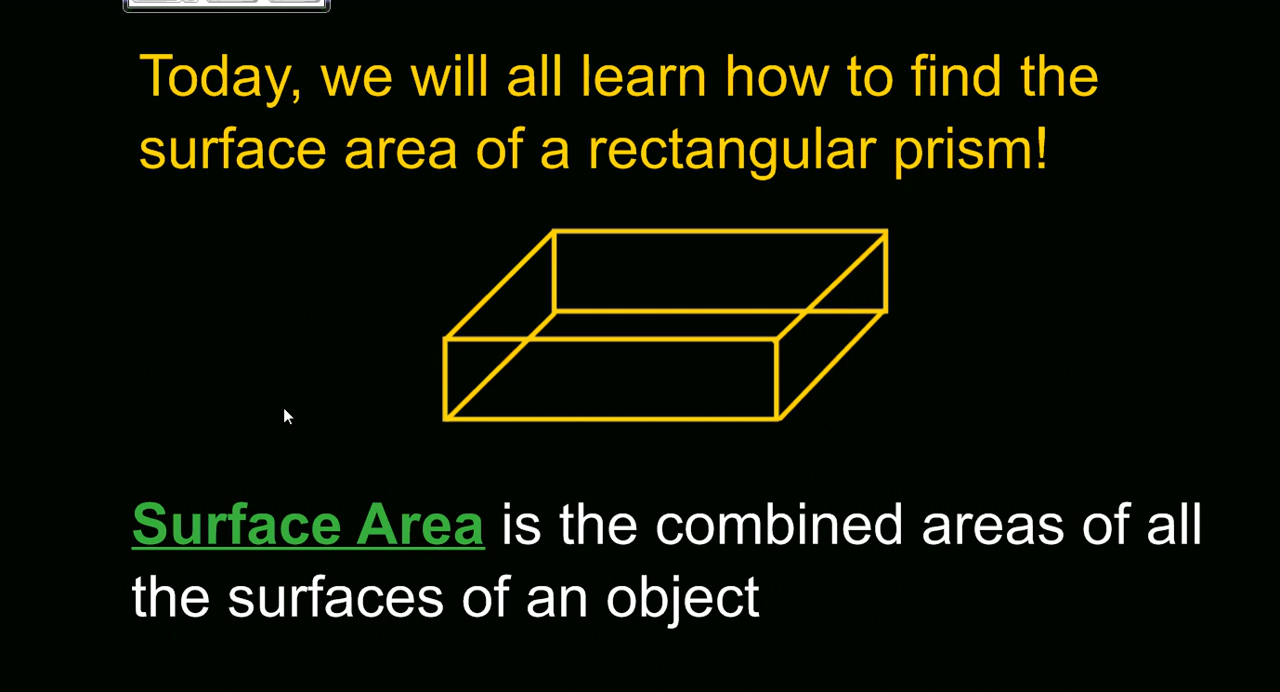 Today, we will all learn how to find the
surface area of a rectangular prism!
Surface Area is the combined areas of all
the surfaces of an object